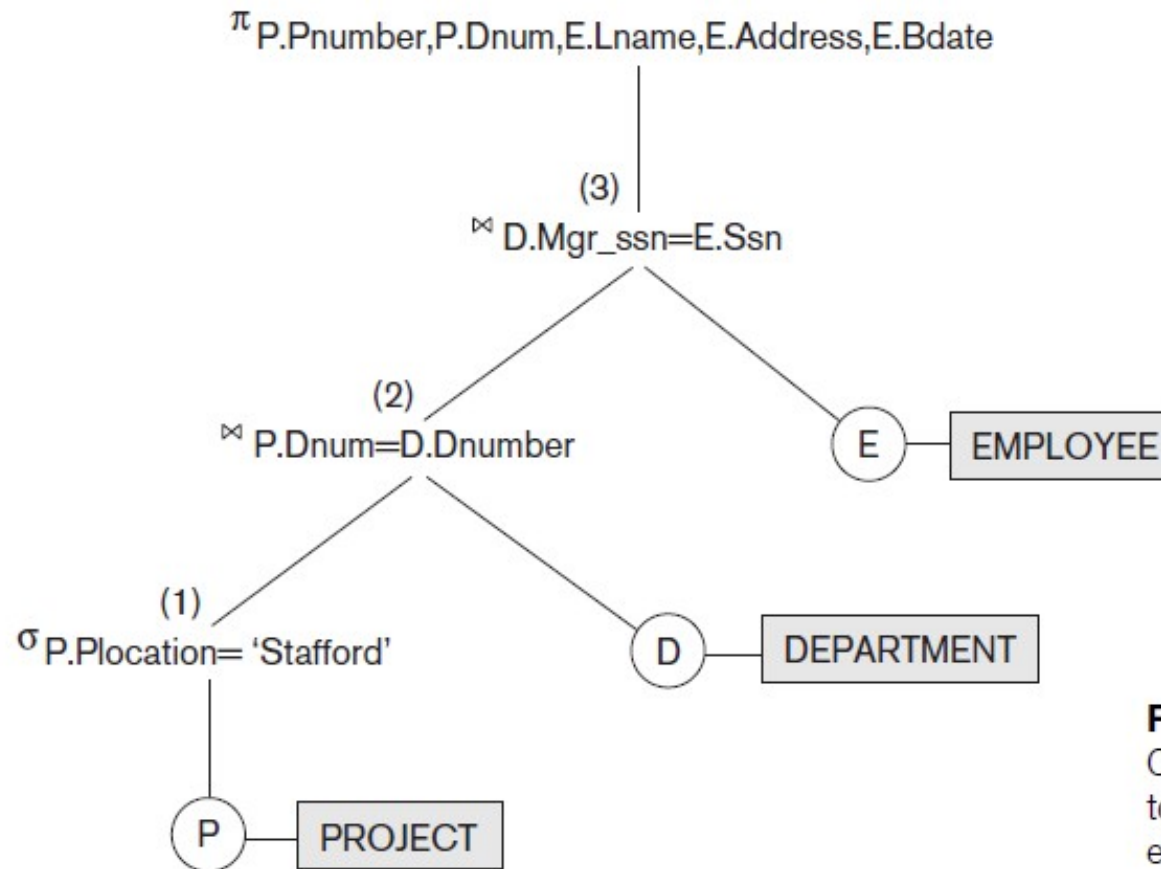 π P.Pnumber,P.Dnum,E.Lname,E.Address,E.Bdate
(3)
⋈ D.Mgr_ssn=E.Ssn
(2)
⋈ P.Dnum=D.Dnumber
E EMPLOYEE
(1)
σ P.Plocation= ‘Stafford’
D DEPARTMENT
P PROJECT